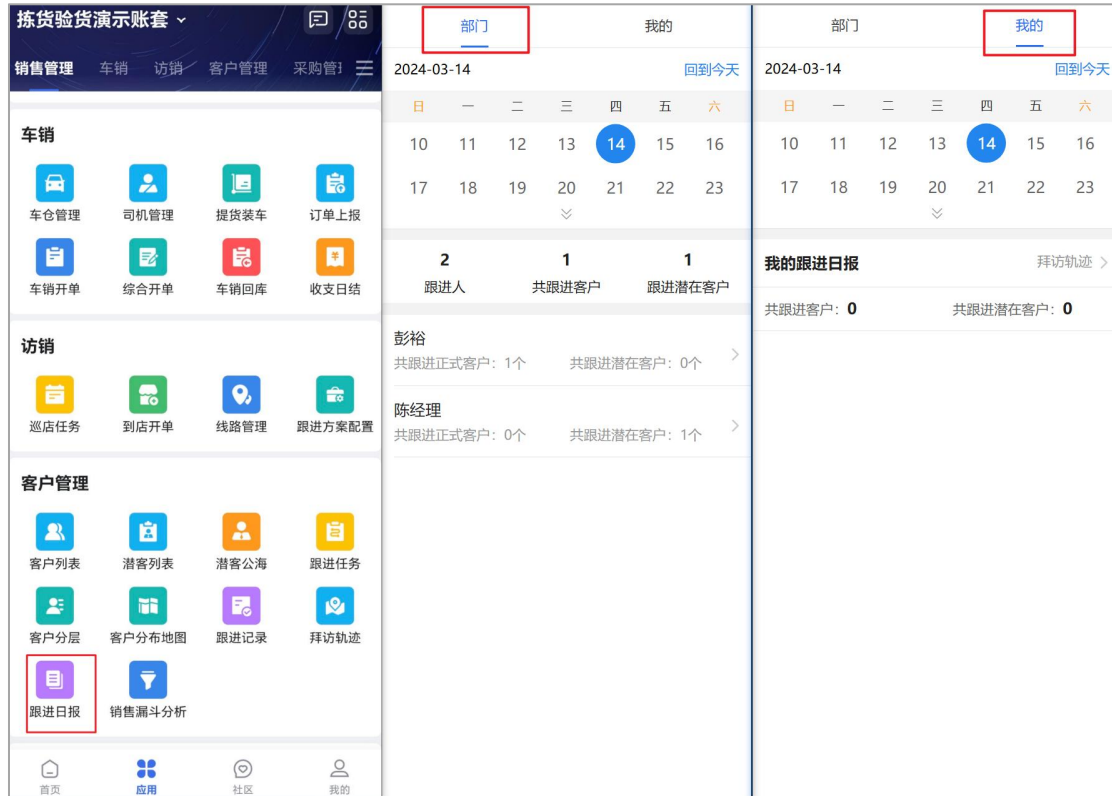 拣货验货演示账套
销售管理 车销 访销 客户管理 采购管
车销
车仓管理 司机管理 提货装车 订单上报
车销开单 综合开单 车销回库 收支日结
访销
巡店任务 到店开单 线路管理 跟进方案配置
客户管理
客户列表 潜客列表 潜客公海 跟进任务
客户分层 客户分布地图 跟进记录 拜访轨迹
跟进日报 销售漏斗分析
首页 应用 社区 我的
部门 我的
2024-03-14 回到今天
日 一 二 三 四 五 六
10 11 12 13 14 15 16
17 18 19 20 21 22 23
2 1 1
跟进人 共跟进客户 跟进潜在客户
彭裕
共跟进正式客户：1个 共跟进潜在客户：0个
陈经理
共跟进正式客户：0个 共跟进潜在客户：1个
部门 我的
2024-03-14 回到今天
日 一 二 三 四 五 六
10 11 12 13 14 15 16
17 18 19 20 21 22 23
我的跟进日报 拜访轨迹
共跟进客户：0 共跟进潜在客户：0